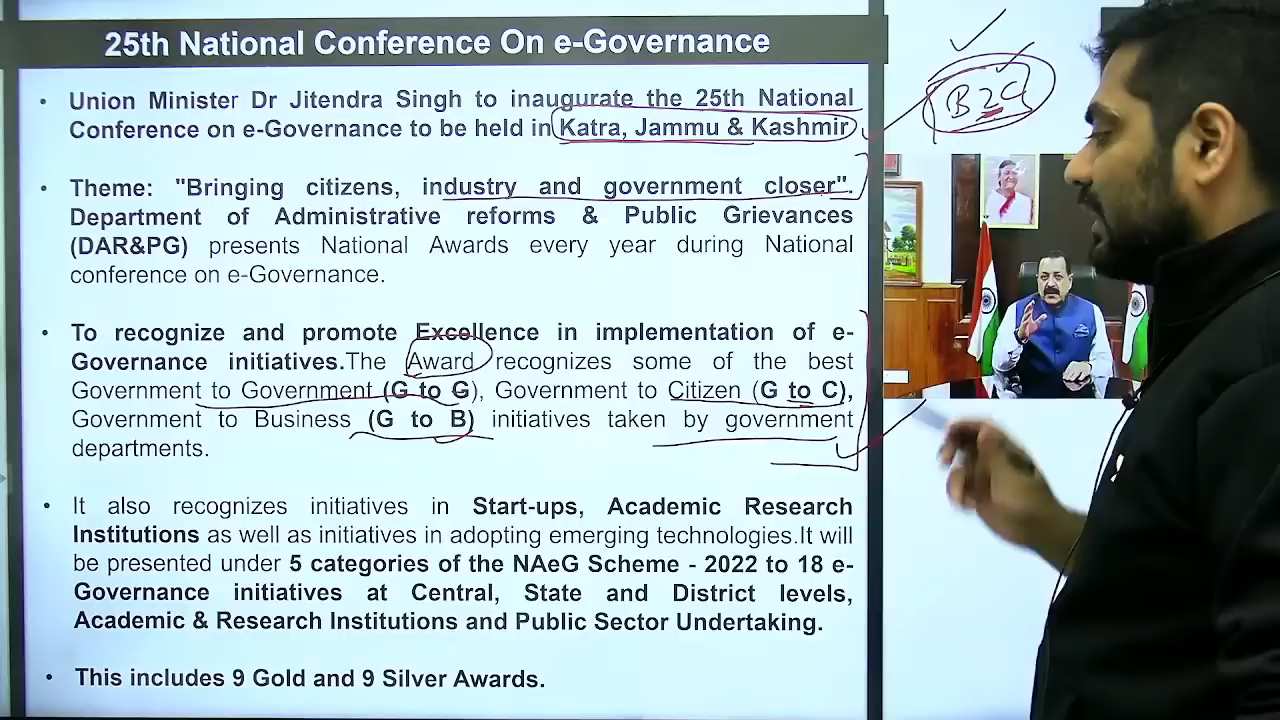 25th National Conference On e-Governance
• Union Minister Dr Jitendra Singh to inaugurate the 25th National
Conference on e-Governance to be held in Katra, Jammu & Kashmir
B2C
• Theme: "Bringing citizens, industry and government closer".
Department of Administrative reforms & Public Grievances
(DAR&PG) presents National Awards every year during National
conference on e-Governance.
• To recognize and promote Excellence in implementation of e-
Governance initiatives.The Award recognizes some of the best
Government to Government (G to G), Government to Citizen (G to C),
Government to Business (G to B) initiatives taken by government
departments.
• It also recognizes initiatives in Start-ups, Academic Research
Institutions as well as initiatives in adopting emerging technologies.It will
be presented under 5 categories of the NAeG Scheme - 2022 to 18 e-
Governance initiatives at Central, State and District levels,
Academic & Research Institutions and Public Sector Undertaking.
• This includes 9 Gold and 9 Silver Awards.